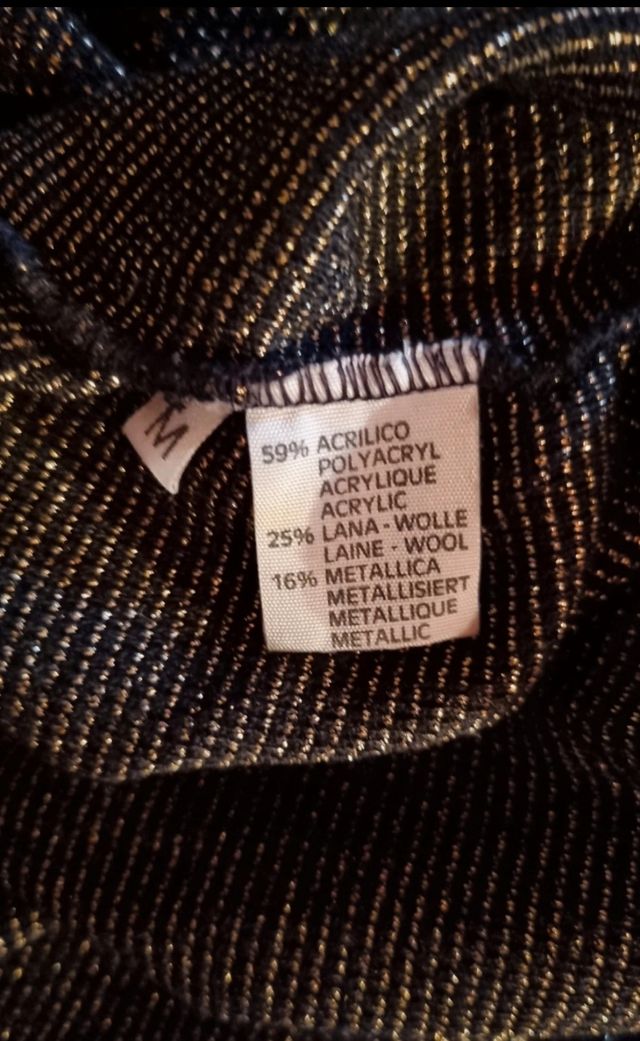 M
59% ACRILICO
POLYACRYL
ACRYLIQUE
ACRYLIC
25% LANA - WOLLE
LAINE - WOOL
16% METALLICA
METALLISIERT
METALLIQUE
METALLIC